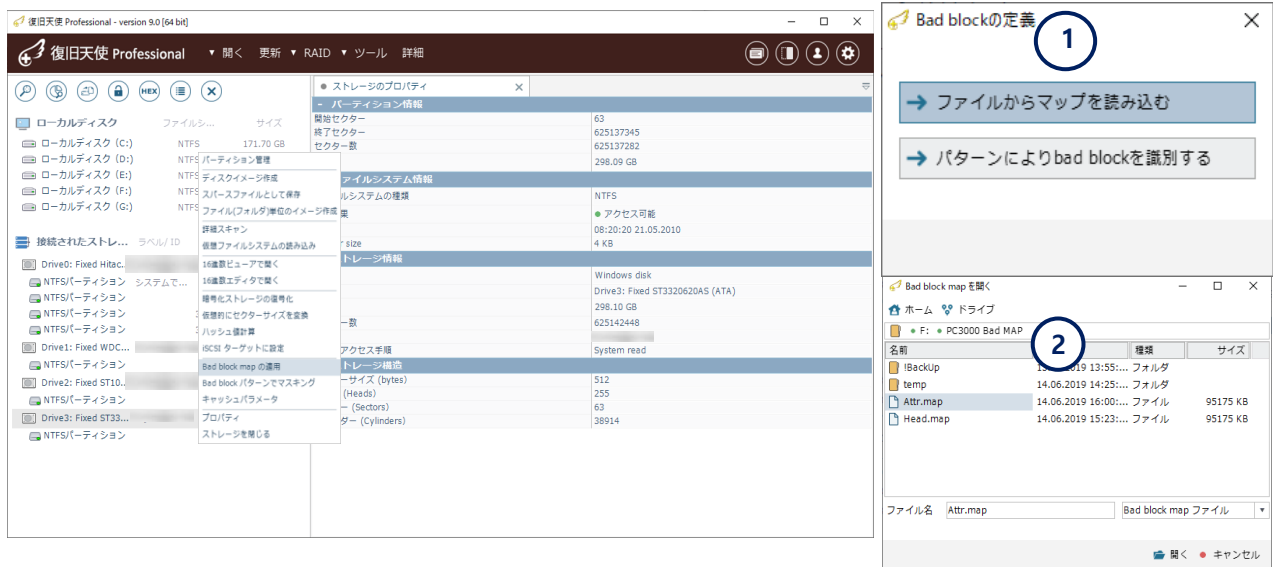 復旧天使 Professional - version 9.0 [64 bit]
復旧天使 Professional ▼ 開く 更新 ▼ RAID ▼ ツール 詳細
HEX
ローカルディスク ファイルシ... サイズ
ローカルディスク (C:) NTFS 171.70 GB
ローカルディスク (D:) NTFS
ローカルディスク (E:) NTFS
ローカルディスク (F:) NTFS
ローカルディスク (G:) NTFS
接続されたストレ... ラベル/ ID
Drive0: Fixed Hitac..
NTFSパーティション システムで...
NTFSパーティション
NTFSパーティション
NTFSパーティション
Drive1: Fixed WDC...
NTFSパーティション
Drive2: Fixed ST10..
NTFSパーティション
Drive3: Fixed ST33...
NTFSパーティション
パーティション管理
ディスクイメージ作成
スパースファイルとして保存
ファイル(フォルダ)単位のイメージ作成
詳細スキャン
仮想ファイルシステムの読み込み
16進数ビューアで開く
16進数エディタで開く
暗号化ストレージの復号化
仮想的にセクターサイズを変換
ハッシュ値計算
iSCSI ターゲットに設定
Bad block map の適用
Bad block パターンでマスキング
キャッシュパラメータ
プロパティ
ストレージを閉じる
ストレージのプロパティ
− パーティション情報
開始セクター 63
終了セクター 625137345
セクター数 625137282
298.09 GB
ァイルシステム情報
ルシステムの種類 NTFS
果 アクセス可能
08:20:20 21.05.2010
size 4 KB
トレージ情報
Windows disk
Drive3: Fixed ST3320620AS (ATA)
298.10 GB
ー数 625142448
アクセス手順 System read
トレージ構造
ーサイズ (bytes) 512
(Heads) 255
ー (Sectors) 63
ダー (Cylinders) 38914
Bad blockの定義
1
ファイルからマップを読み込む
パターンによりbad blockを識別する
Bad block map を開く
ホーム ドライブ
F: PC3000 Bad MAP
2
名前 種類 サイズ
!BackUp 13:55:... フォルダ
temp 14.06.2019 14:25:... フォルダ
Attr.map 14.06.2019 16:00:... ファイル 95175 KB
Head.map 14.06.2019 15:23:... ファイル 95175 KB
ファイル名 Attr.map Bad block map ファイル
開く キャンセル